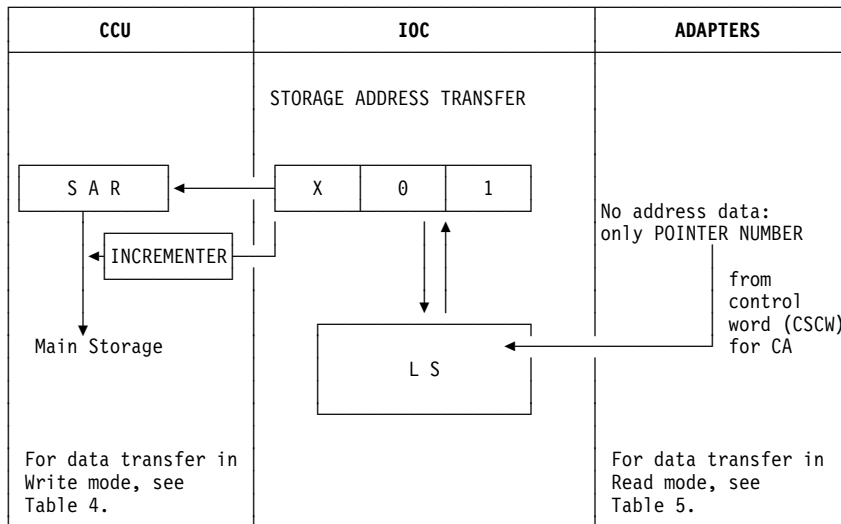 CCU
IOC
ADAPTERS
STORAGE ADDRESS TRANSFER
S A R
X
0
1
No address data:
only POINTER NUMBER
INCREMENTER
from
control
word (CSCW)
for CA
Main Storage
L S
For data transfer in
Write mode, see
Table 4.
For data transfer in
Read mode, see
Table 5.